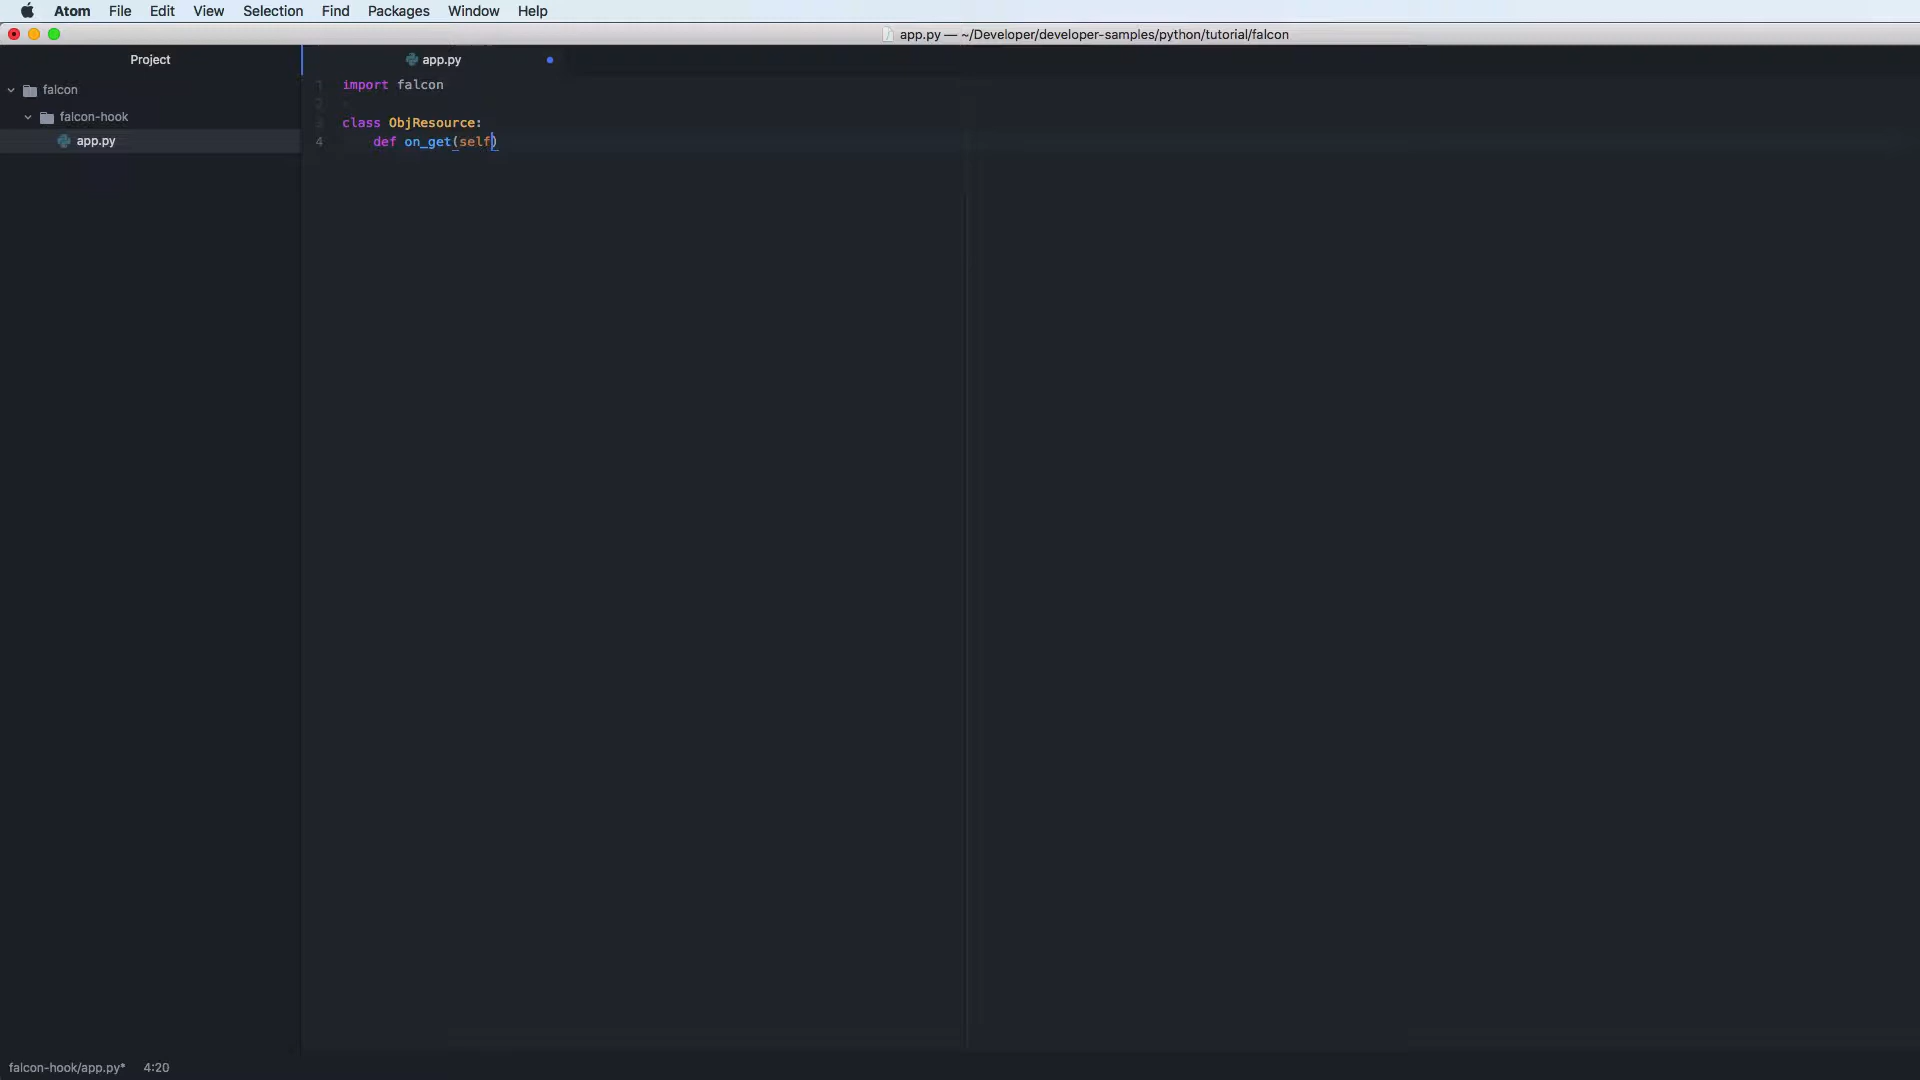 Atom File Edit View Selection Find Packages Window Help
app.py — ~/Developer/developer-samples/python/tutorial/falcon
Project
app.py
falcon
falcon-hook
app.py
1 import falcon
2
3 class ObjResource:
4 def on_get(self)
falcon-hook/app.py* 4:20